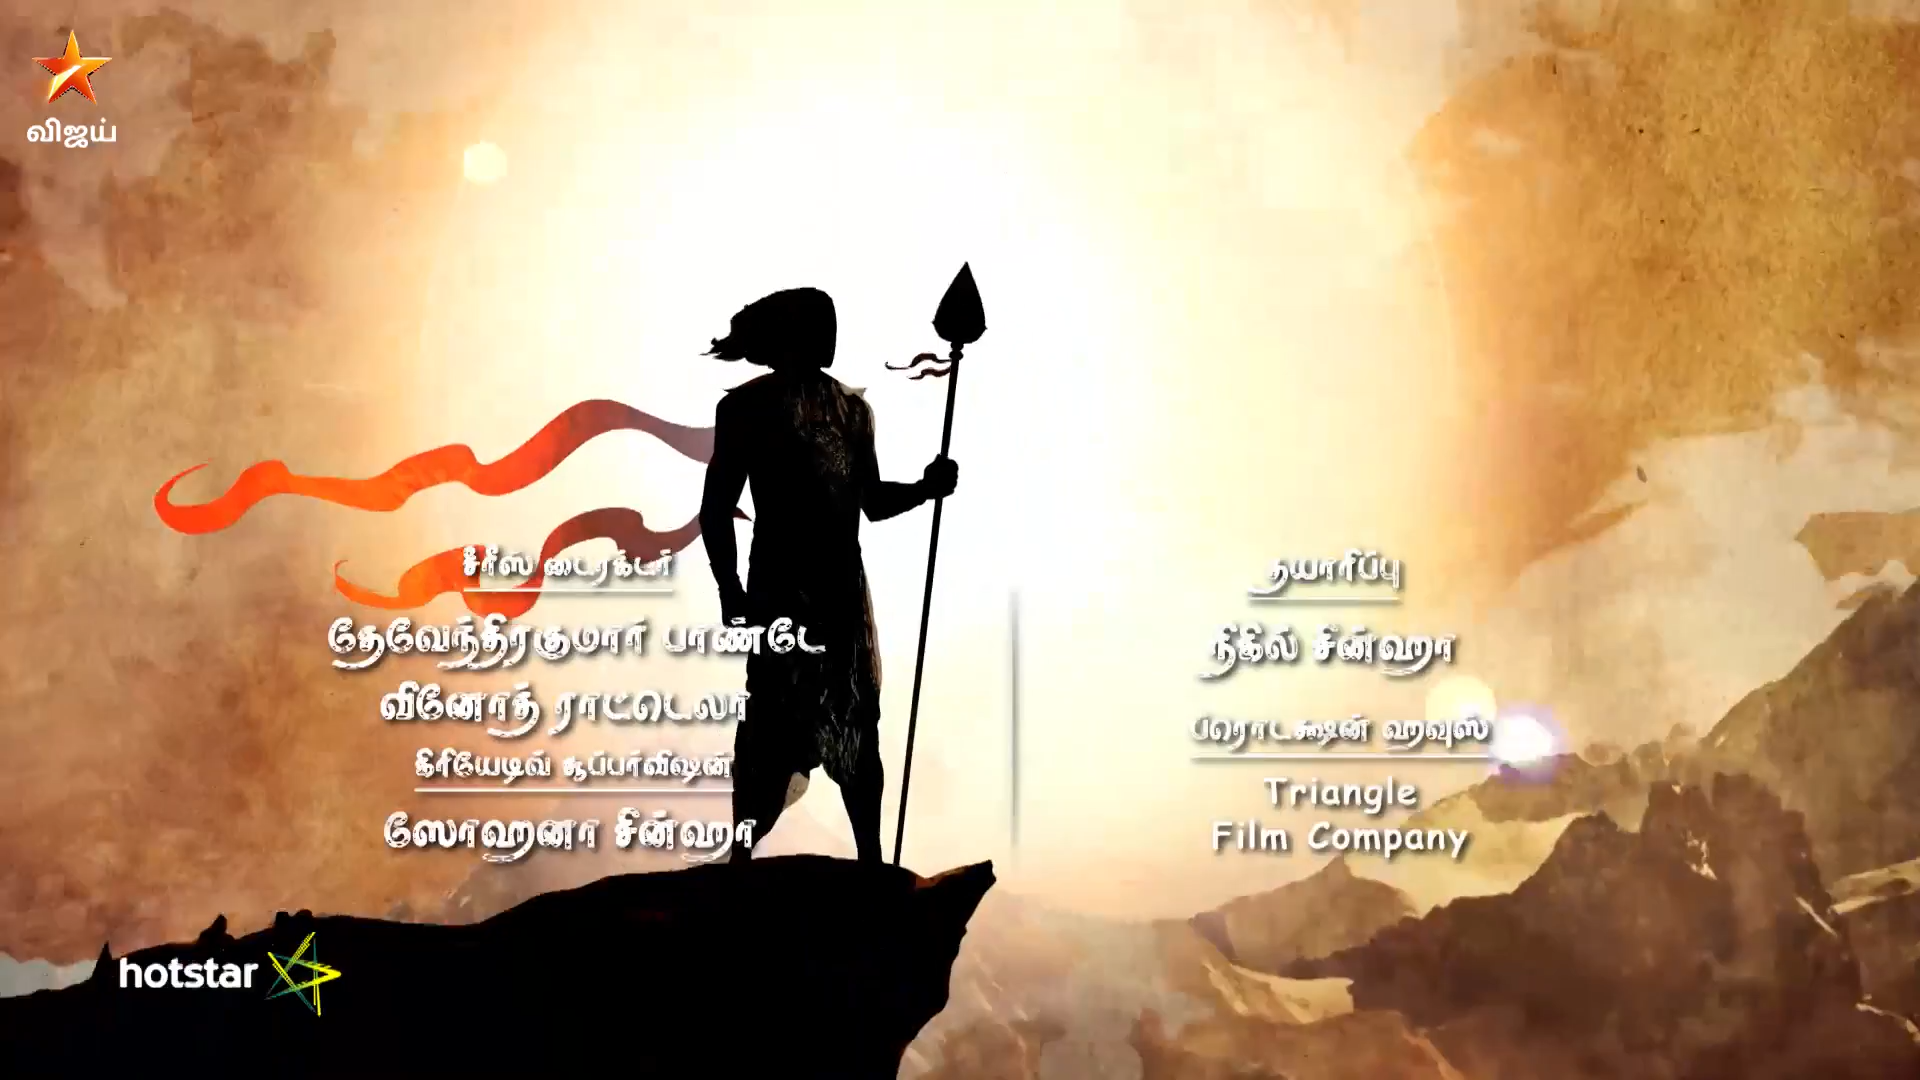 விஜய்
சீரீஸ் டைரக்டர்
தேவேந்திரகுமார் பாண்டே
வினோத் ராட்டெலா
கிரியேடிவ் சூப்பர்விஷன்
ஸோஹனா சின்ஹா
தயாரிப்பு
நிகில் சின்ஹா
ப்ரொடக்ஷன் ஹவுஸ்
Triangle
Film Company
hotstar